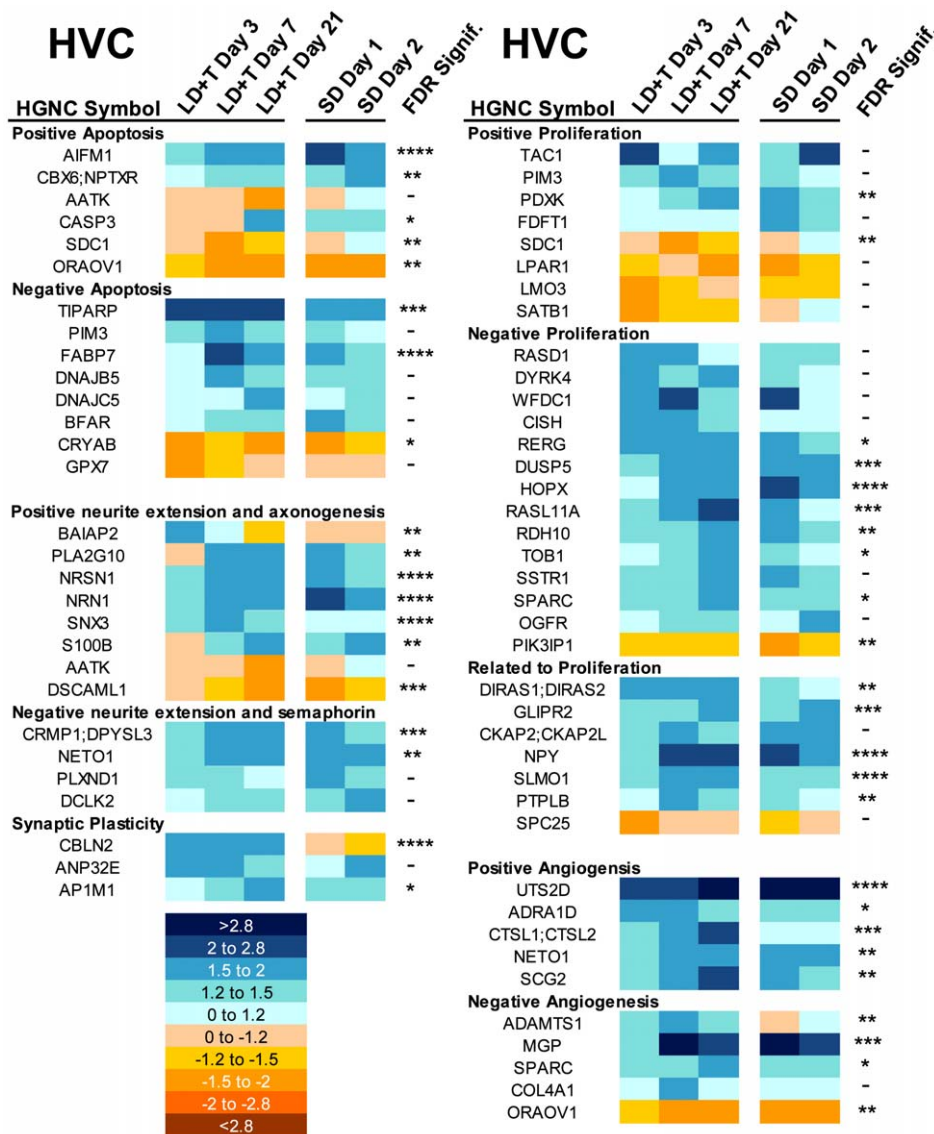 HVC
LD+T Day 3
LD+T Day 7
LD+T Day 21
SD Day 1
SD Day 2
FDR Signif.
HGNC Symbol
Positive Apoptosis
AIFM1 ****
CBX6;NPTXR **
AATK -
CASP3 *
SDC1 **
ORAOV1 **
Negative Apoptosis
TIPARP ***
PIM3 -
FABP7 ****
DNAJB5 -
DNAJC5 -
BFAR -
CRYAB *
GPX7 -
Positive neurite extension and axonogenesis
BAIAP2 **
PLA2G10 **
NRSN1 ****
NRN1 ****
SNX3 ****
S100B **
AATK -
DSCAML1 ***
Negative neurite extension and semaphorin
CRMP1;DPYSL3 ***
NETO1 **
PLXND1 -
DCLK2 -
Synaptic Plasticity
CBLN2 ****
ANP32E -
AP1M1 *
>2.8
2 to 2.8
1.5 to 2
1.2 to 1.5
0 to 1.2
0 to -1.2
-1.2 to -1.5
-1.5 to -2
-2 to -2.8
<2.8
HVC
LD+T Day 3
LD+T Day 7
LD+T Day 21
SD Day 1
SD Day 2
FDR Signif.
HGNC Symbol
Positive Proliferation
TAC1 -
PIM3 -
PDXK **
FDFT1 -
SDC1 **
LPAR1 -
LMO3 -
SATB1 -
Negative Proliferation
RASD1 -
DYRK4 -
WFDC1 -
CISH -
RERG *
DUSP5 ***
HOPX ****
RASL11A ***
RDH10 **
TOB1 *
SSTR1 -
SPARC *
OGFR -
PIK3IP1 **
Related to Proliferation
DIRAS1;DIRAS2 **
GLIPR2 ***
CKAP2;CKAP2L -
NPY ****
SLMO1 ****
PTPLB **
SPC25 -
Positive Angiogensis
UTS2D ****
ADRA1D *
CTSL1;CTSL2 ***
NETO1 **
SCG2 **
Negative Angiogenesis
ADAMTS1 **
MGP ***
SPARC *
COL4A1 -
ORAOV1 **